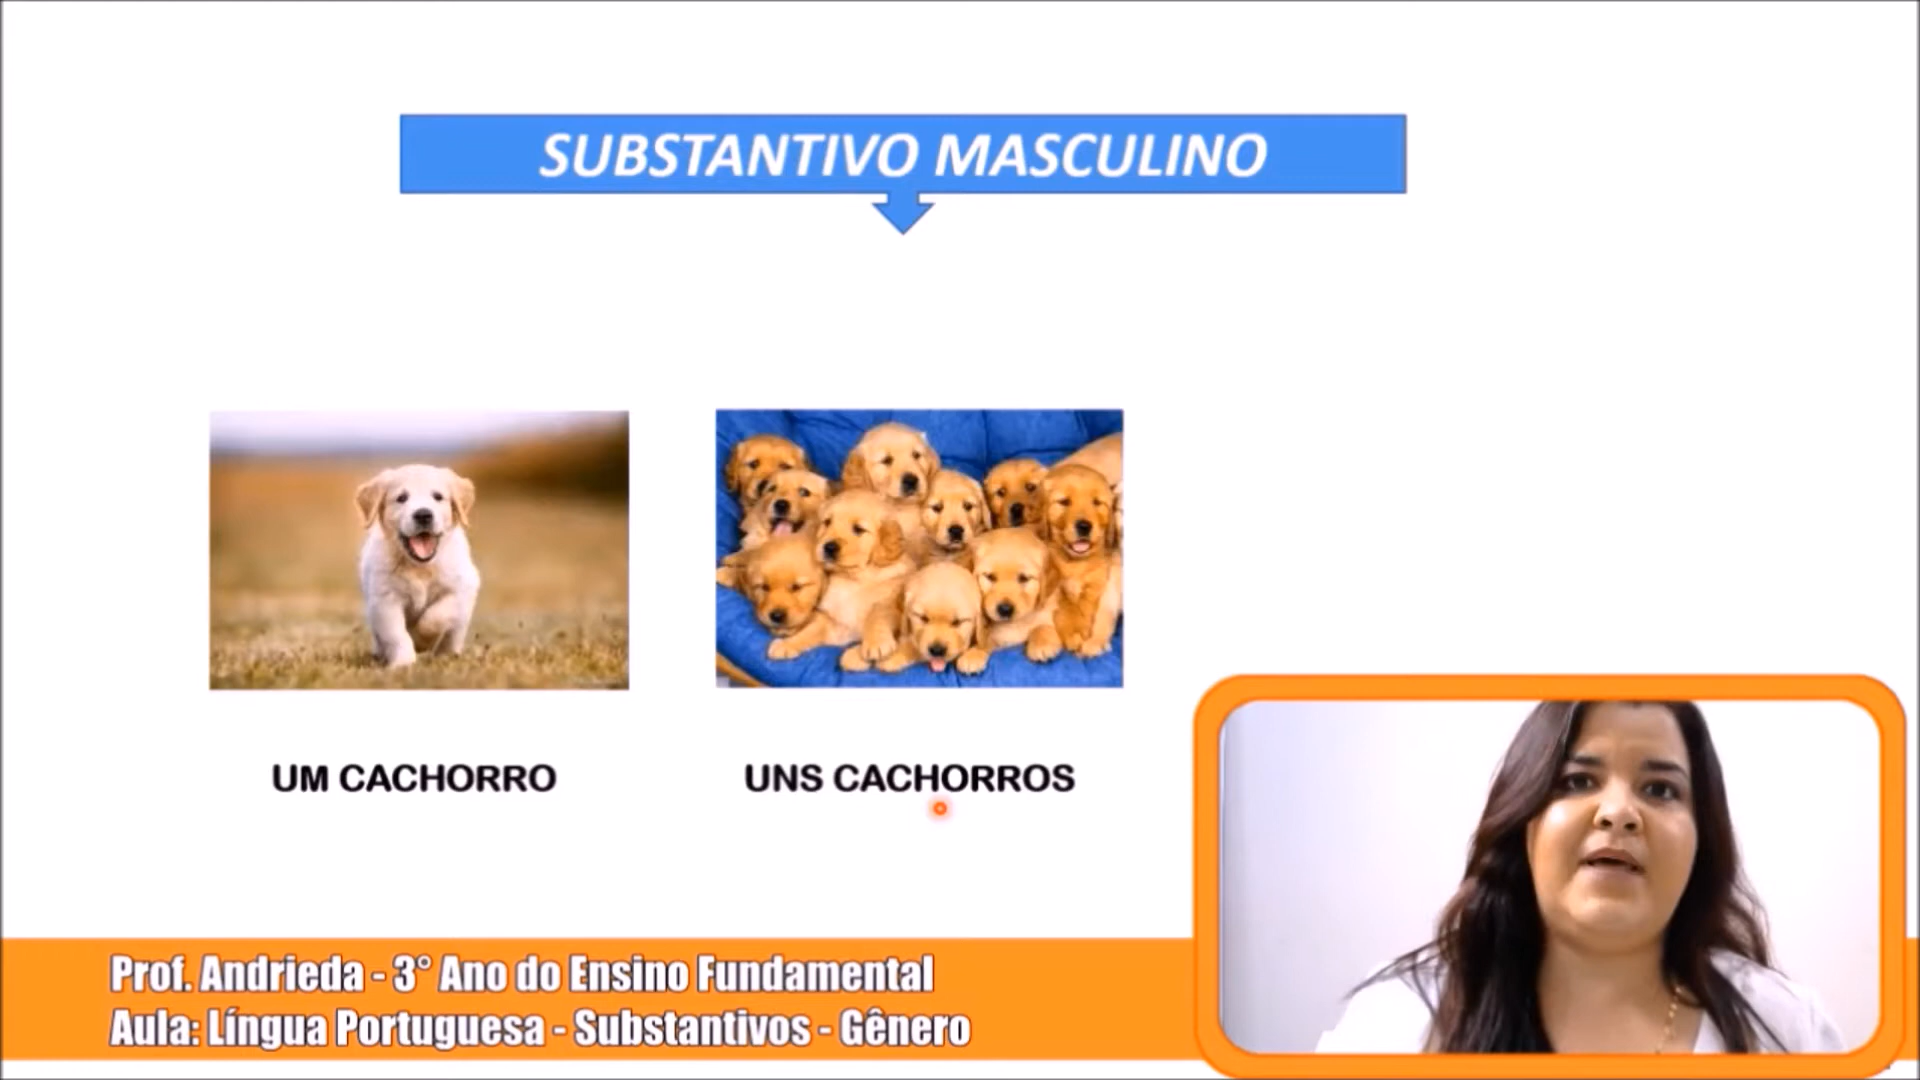 SUBSTANTIVO MASCULINO
UM CACHORRO
UNS CACHORROS
Prof. Andrieda - 3° Ano do Ensino Fundamental
Aula: Língua Portuguesa - Substantivos - Gênero